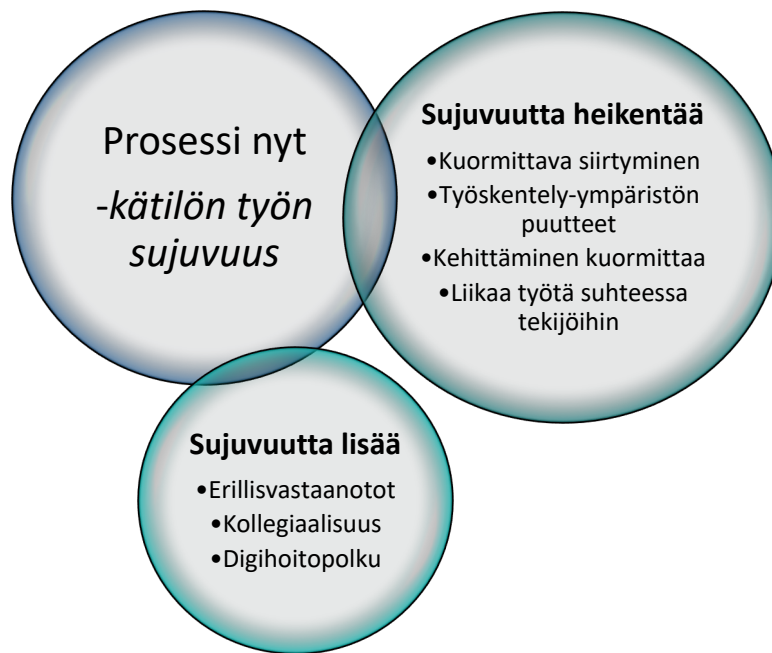 Prosessi nyt
-kätilön työn
sujuvuus
Sujuvuutta heikentää
•Kuormittava siirtyminen
•Työskentely-ympäristön
puutteet
•Kehittäminen kuormittaa
•Liikaa työtä suhteessa
tekijöihin
Sujuvuutta lisää
•Erillisvastaanotot
•Kollegiaalisuus
•Digihoitopolku